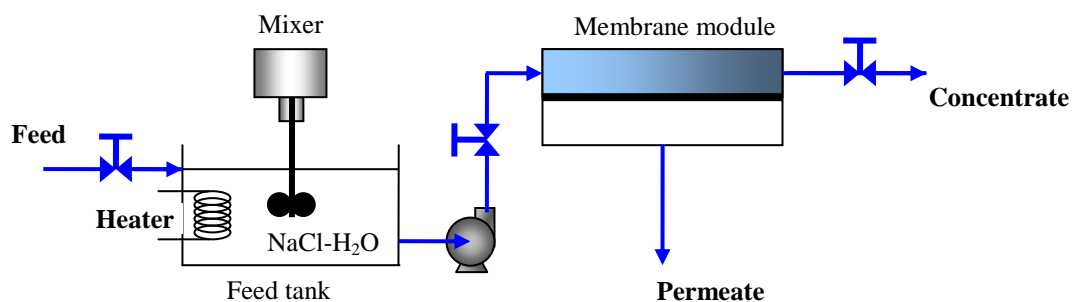 Mixer
Membrane module
Concentrate
Feed
Heater
NaCl-H₂O
Feed tank
Permeate